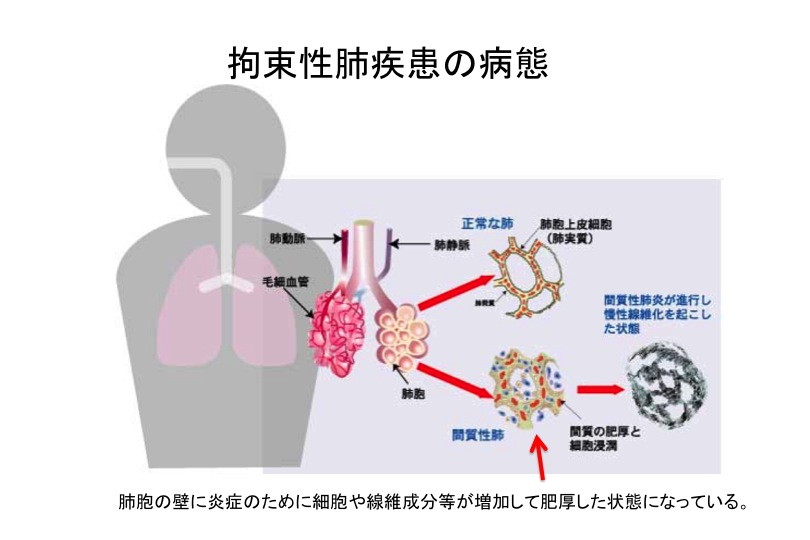 拘束性肺疾患の病態
正常な肺
肺胞上皮細胞
（肺実質）
肺動脈
肺静脈
毛細血管
肺間質
間質性肺炎が進行し
慢性線維化を起こし
た状態
肺胞
間質性肺
間質の肥厚と
細胞浸潤
肺胞の壁に炎症のために細胞や線維成分等が増加して肥厚した状態になっている。